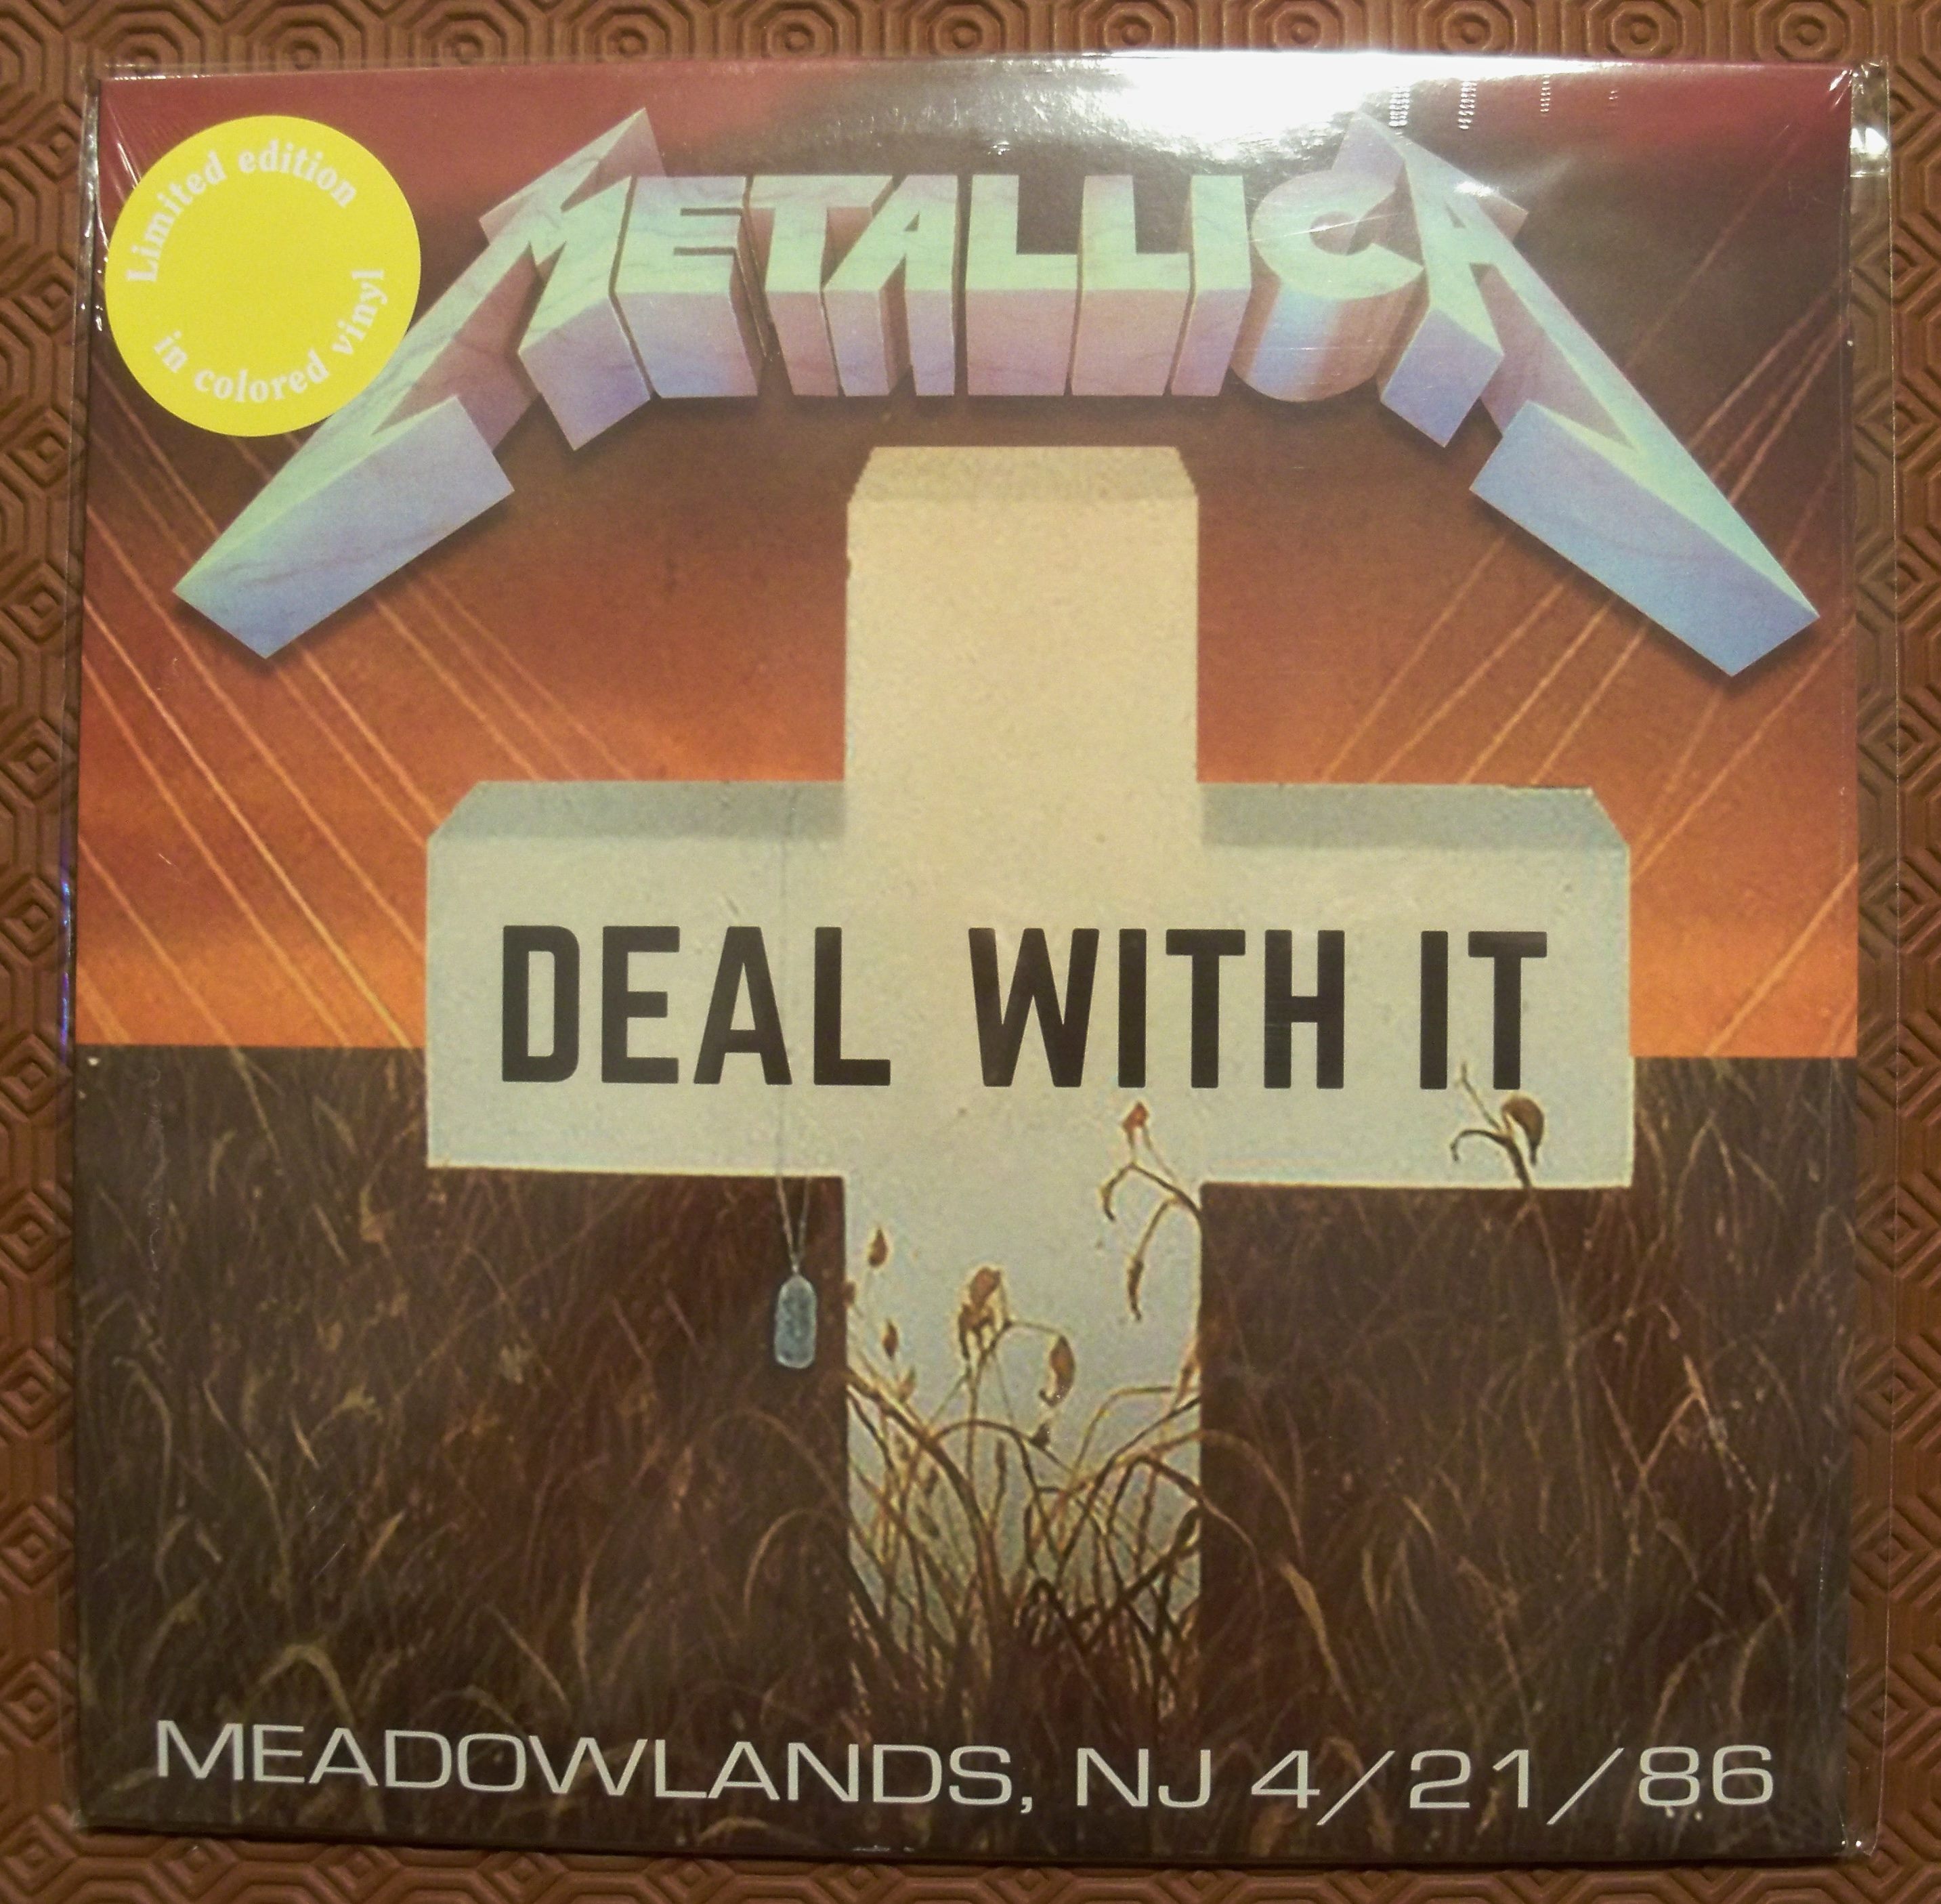 Limited edition
in colored vinyl
METALLICA
DEAL WITH IT
MEADOWLANDS, NJ 4/21/86